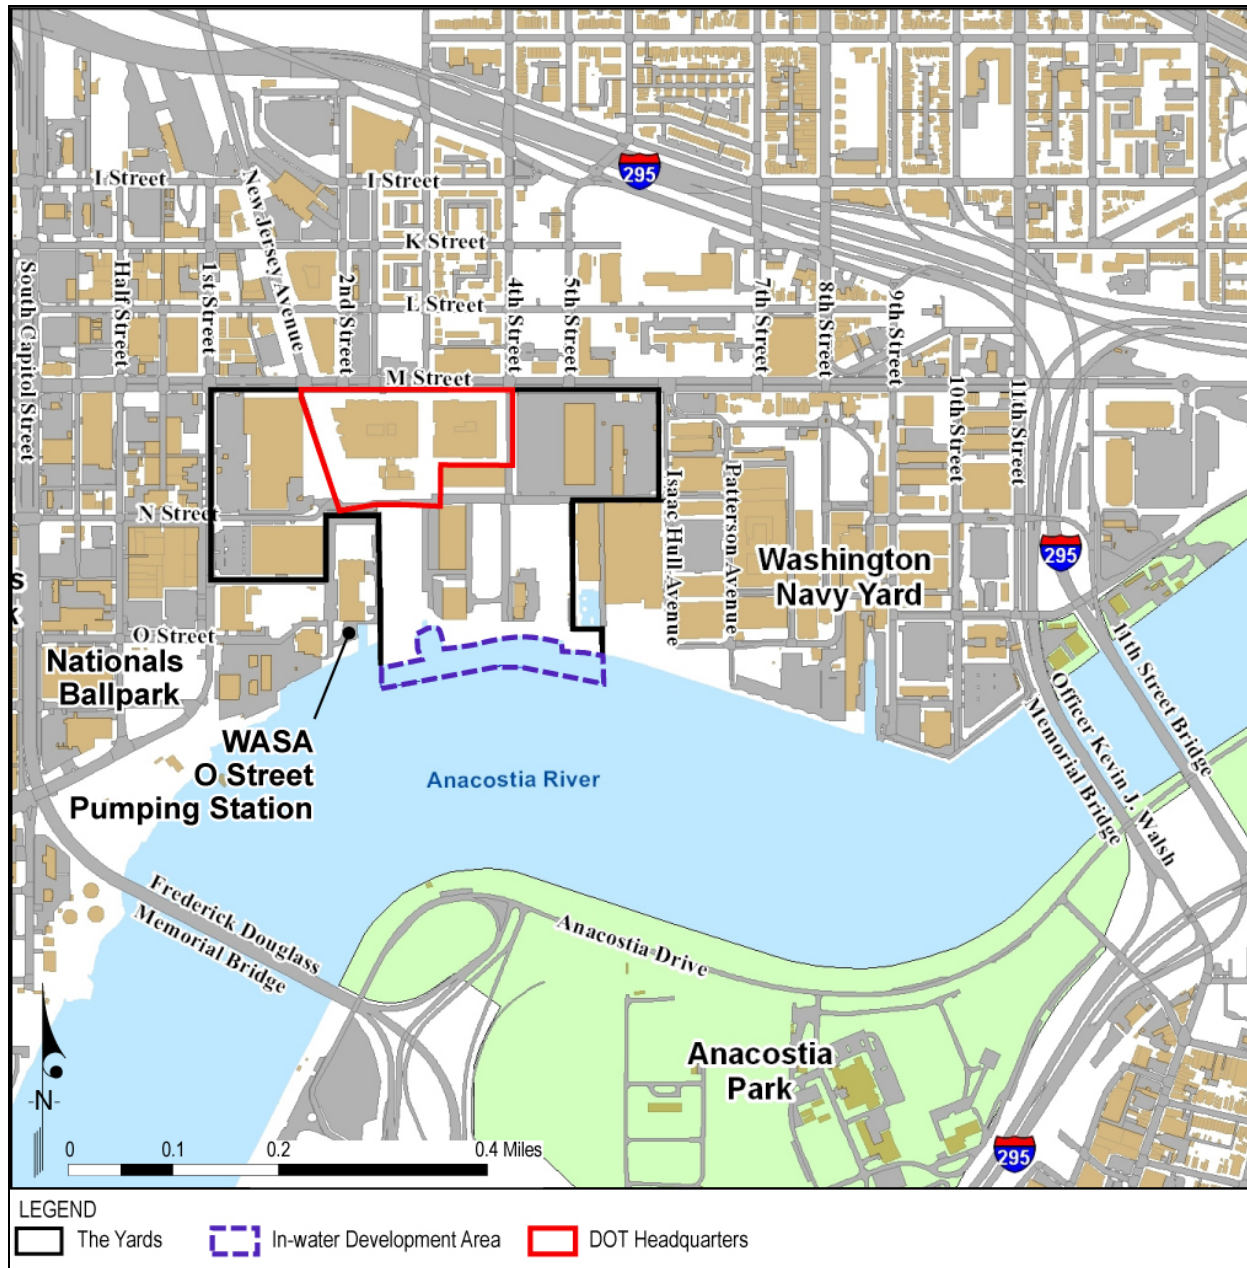 295
I Street
I Street
New Jersey Avenue
K Street
South Capitol Street
Half Street
1st Street
2nd Street
L Street
4th Street
5th Street
7th Street
8th Street
9th Street
M Street
10th Street
11th Street
Isaac Hull Avenue
Patterson Avenue
N Street
295
Washington
Navy Yard
O Street
Nationals
Ballpark
WASA
O Street
Pumping Station
Anacostia River
11th Street Bridge
Officer Kevin J. Walsh
Memorial Bridge
Frederick Douglass
Memorial Bridge
Anacostia Drive
Anacostia
Park
-N-
0 0.1 0.2 0.4 Miles
295
LEGEND
The Yards
In-water Development Area
DOT Headquarters